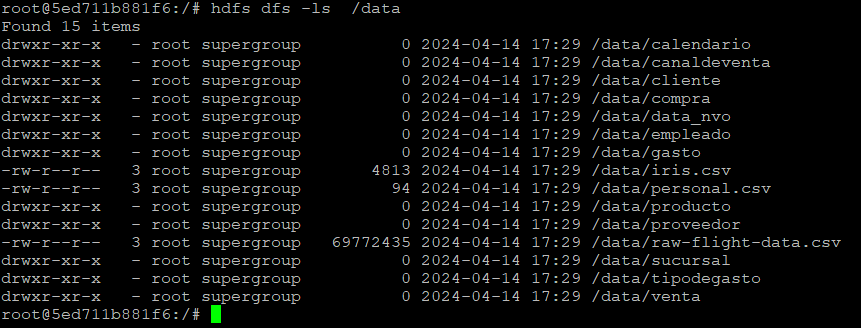 root@5ed711b881f6:/# hdfs dfs -ls  /data
Found 15 items
drwxr-xr-x   - root supergroup          0 2024-04-14 17:29 /data/calendario
drwxr-xr-x   - root supergroup          0 2024-04-14 17:29 /data/canaldeventa
drwxr-xr-x   - root supergroup          0 2024-04-14 17:29 /data/cliente
drwxr-xr-x   - root supergroup          0 2024-04-14 17:29 /data/compra
drwxr-xr-x   - root supergroup          0 2024-04-14 17:29 /data/data_nvo
drwxr-xr-x   - root supergroup          0 2024-04-14 17:29 /data/empleado
drwxr-xr-x   - root supergroup          0 2024-04-14 17:29 /data/gasto
-rw-r--r--   3 root supergroup       4813 2024-04-14 17:29 /data/iris.csv
-rw-r--r--   3 root supergroup         94 2024-04-14 17:29 /data/personal.csv
drwxr-xr-x   - root supergroup          0 2024-04-14 17:29 /data/producto
drwxr-xr-x   - root supergroup          0 2024-04-14 17:29 /data/proveedor
-rw-r--r--   3 root supergroup   69772435 2024-04-14 17:29 /data/raw-flight-data.csv
drwxr-xr-x   - root supergroup          0 2024-04-14 17:29 /data/sucursal
drwxr-xr-x   - root supergroup          0 2024-04-14 17:29 /data/tipodegasto
drwxr-xr-x   - root supergroup          0 2024-04-14 17:29 /data/venta
root@5ed711b881f6:/#